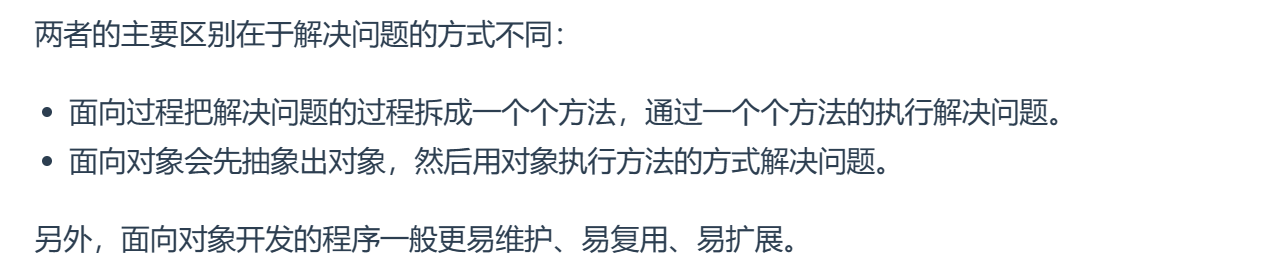 两者的主要区别在于解决问题的方式不同：
• 面向过程把解决问题的过程拆成一个个方法，通过一个个方法的执行解决问题。
• 面向对象会先抽象出对象，然后用对象执行方法的方式解决问题。
另外，面向对象开发的程序一般更易维护、易复用、易扩展。